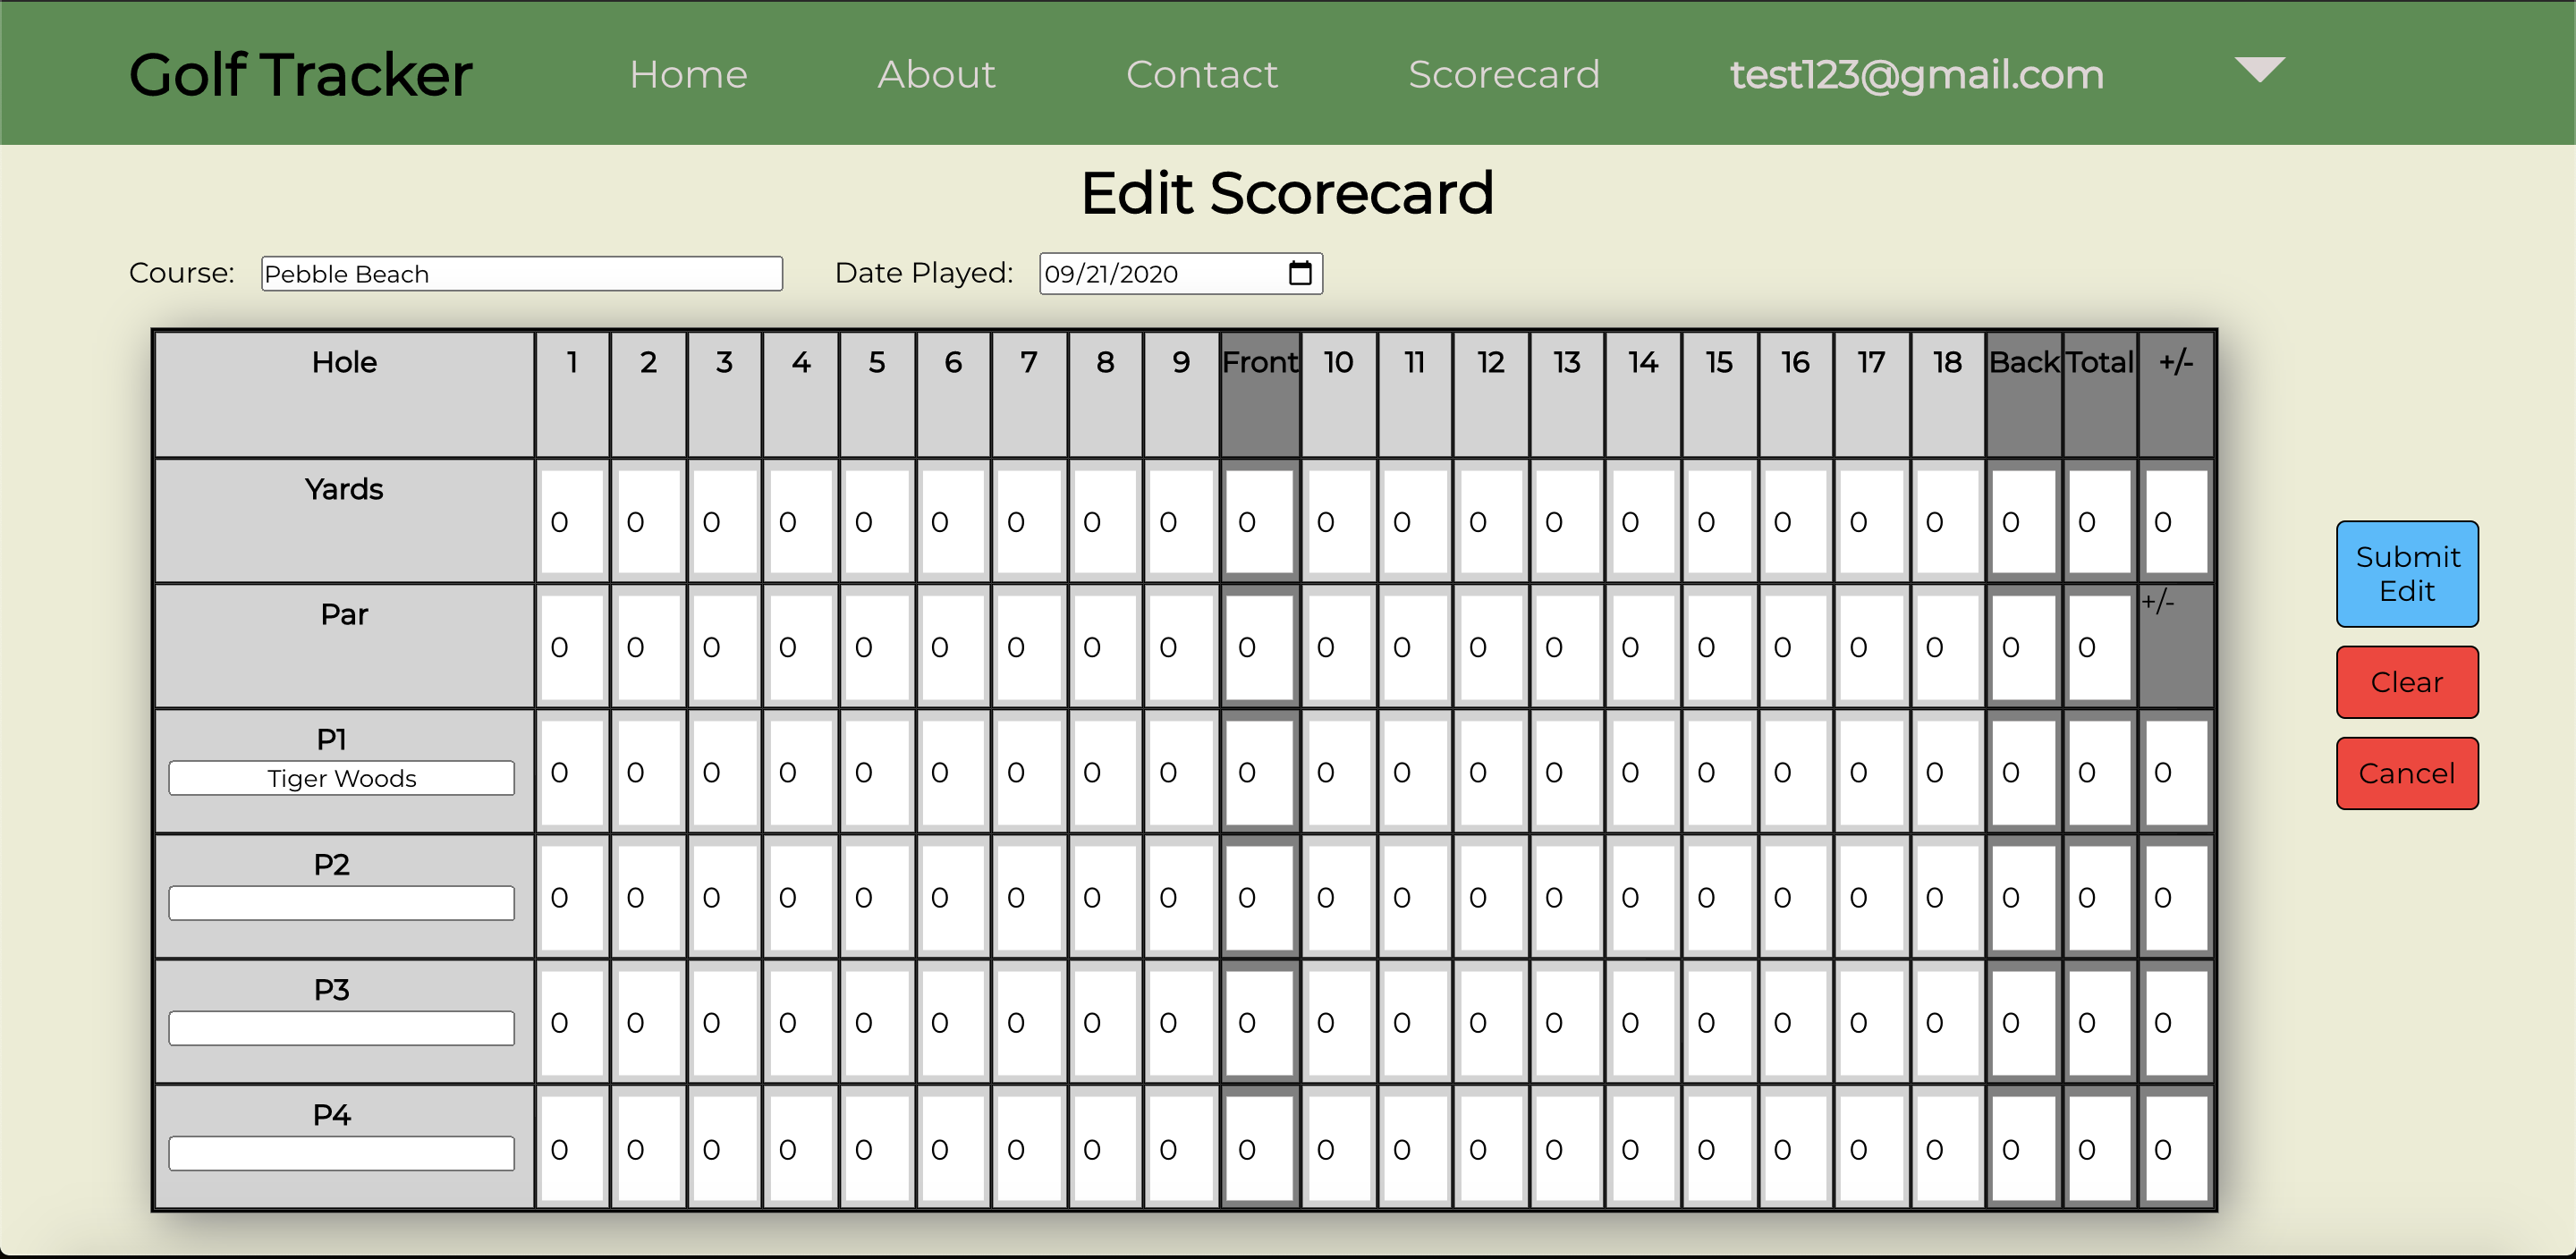 Golf Tracker Home About Contact Scorecard test123@gmail.com
Edit Scorecard
Course: Pebble Beach Date Played: 09/21/2020
Hole 1 2 3 4 5 6 7 8 9 Front 10 11 12 13 14 15 16 17 18 Back Total +/-
Yards 0 0 0 0 0 0 0 0 0 0 0 0 0 0 0 0 0 0 0 0 0 0
Submit
Edit
Par 0 0 0 0 0 0 0 0 0 0 0 0 0 0 0 0 0 0 0 0 0 +/-
Clear
P1
Tiger Woods 0 0 0 0 0 0 0 0 0 0 0 0 0 0 0 0 0 0 0 0 0 0
Cancel
P2
0 0 0 0 0 0 0 0 0 0 0 0 0 0 0 0 0 0 0 0 0 0
P3
0 0 0 0 0 0 0 0 0 0 0 0 0 0 0 0 0 0 0 0 0 0
P4
0 0 0 0 0 0 0 0 0 0 0 0 0 0 0 0 0 0 0 0 0 0